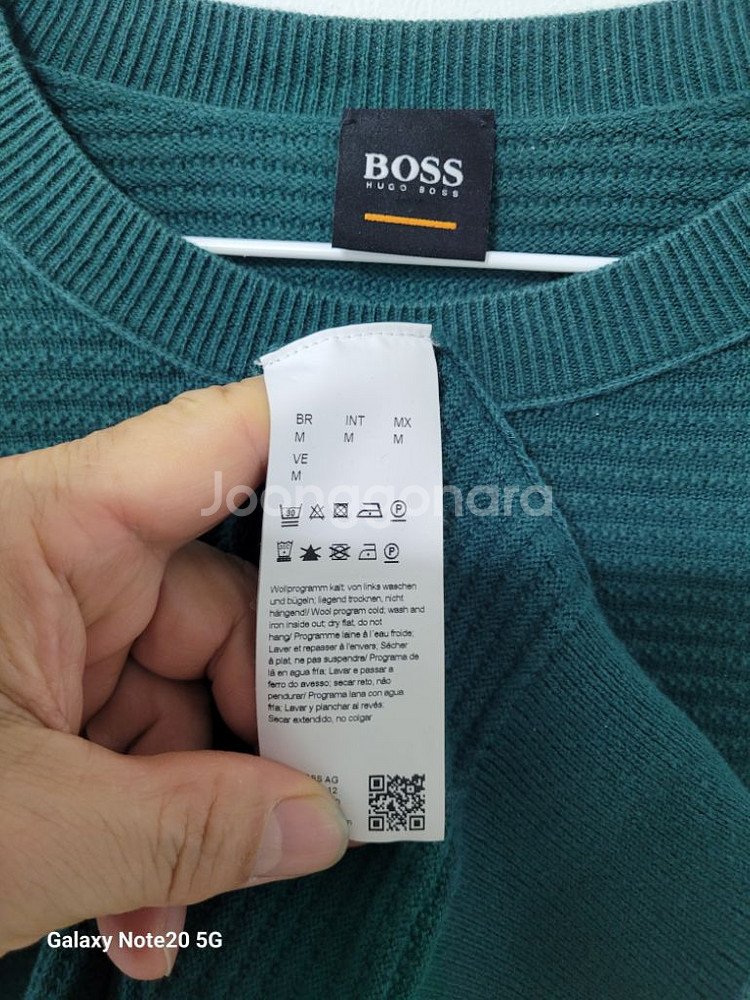 BOSS
HUGO BOSS
BR INT MX
M M M
VE
M
Joonggonara
30
P
P
Wollprogramm kalt; von links waschen
und bügeln; liegend trocknen, nicht
hängend!/ Wool program cold; wash and
iron inside out; dry flat, do not
hang/ Programme laine à l'eau froide;
Laver et repasser à l'envers; Sécher
à plat, ne pas suspendre/ Programa de
lã em água fria; Lavar e passar a
ferro do avesso; secar reto, não
pendurar/ Programa lana con agua
fría; Lavar y planchar al revés;
Secar extendido, no colgar
SS AG
12
Galaxy Note20 5G